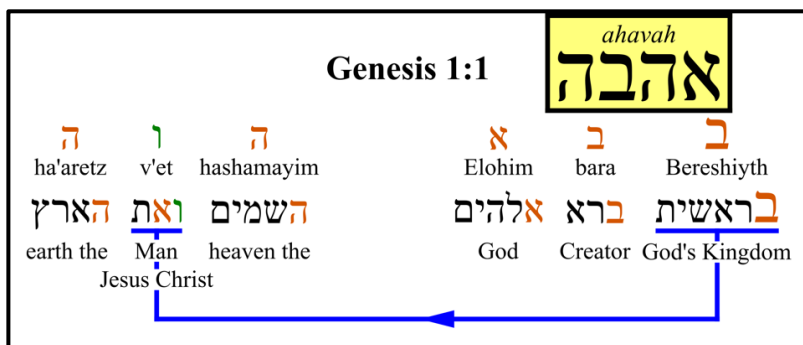 ahavah
Genesis 1:1
אהבה
ב ב א ה ו ה
ha'aretz v'et hashamayim Elohim bara Bereshiyth
בראשית ברא אלהים השמים ואת הארץ
earth the Man heaven the God Creator God's Kingdom
Jesus Christ